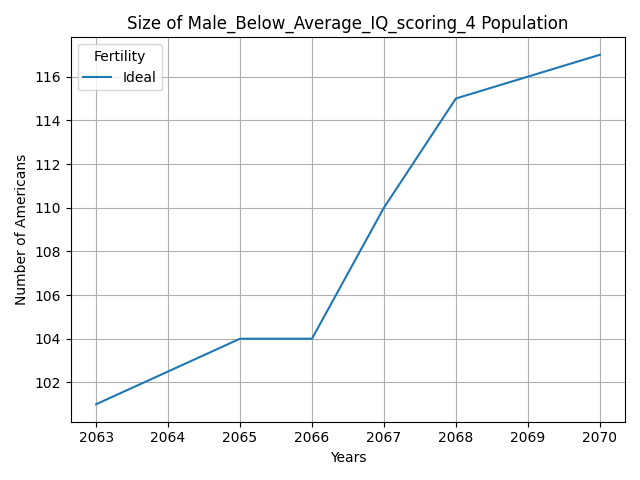 Size of Male_Below_Average_IQ_scoring_4 Population
Fertility
Ideal
Number of Americans
116
114
112
110
108
106
104
102
2063 2064 2065 2066 2067 2068 2069 2070
Years